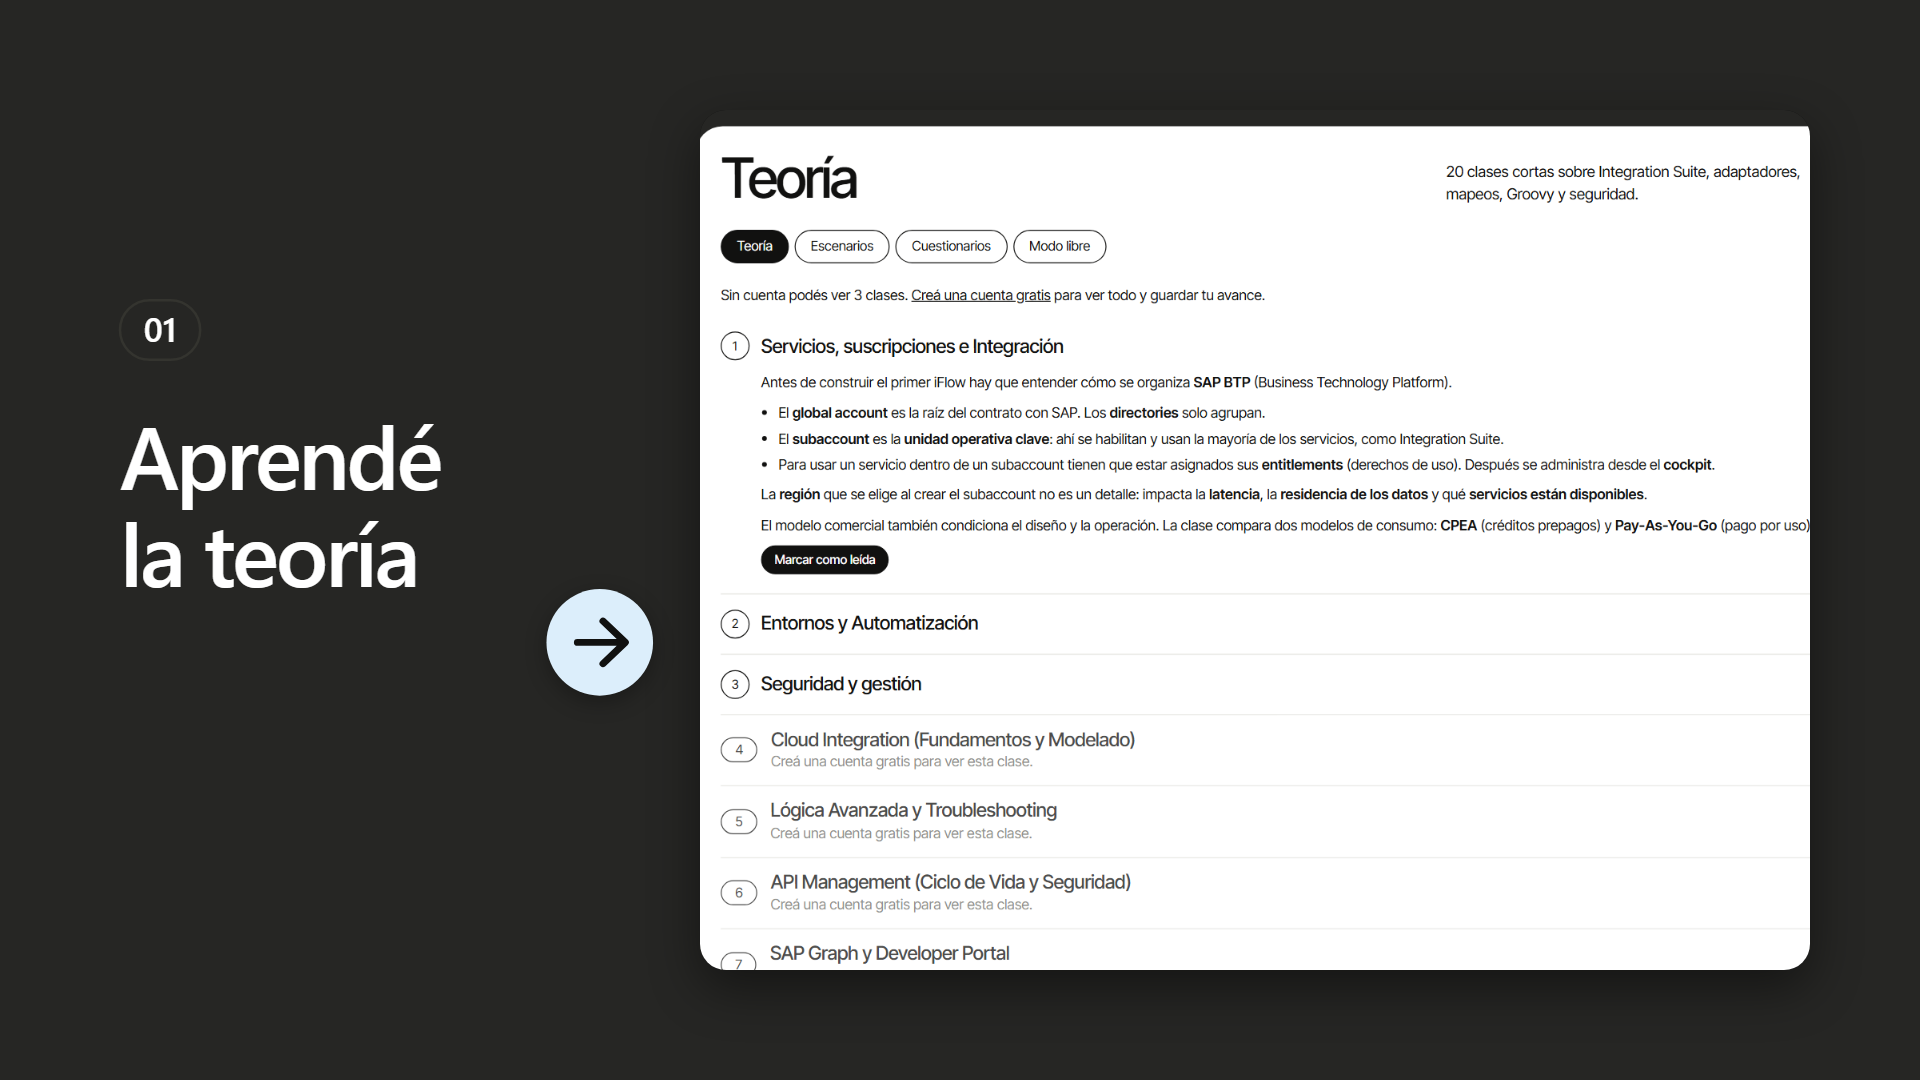 01
Aprendé
la teoría
Teoría
20 clases cortas sobre Integration Suite, adaptadores,
mapeos, Groovy y seguridad.
Teoría
Escenarios
Cuestionarios
Modo libre
Sin cuenta podés ver 3 clases. Creá una cuenta gratis para ver todo y guardar tu avance.
1
Servicios, suscripciones e Integración
Antes de construir el primer iFlow hay que entender cómo se organiza SAP BTP (Business Technology Platform).
• El global account es la raíz del contrato con SAP. Los directories solo agrupan.
• El subaccount es la unidad operativa clave: ahí se habilitan y usan la mayoría de los servicios, como Integration Suite.
• Para usar un servicio dentro de un subaccount tienen que estar asignados sus entitlements (derechos de uso). Después se administra desde el cockpit.
La región que se elige al crear el subaccount no es un detalle: impacta la latencia, la residencia de los datos y qué servicios están disponibles.
El modelo comercial también condiciona el diseño y la operación. La clase compara dos modelos de consumo: CPEA (créditos prepagos) y Pay-As-You-Go (pago por uso)
Marcar como leída
2
Entornos y Automatización
3
Seguridad y gestión
4
Cloud Integration (Fundamentos y Modelado)
Creá una cuenta gratis para ver esta clase.
5
Lógica Avanzada y Troubleshooting
Creá una cuenta gratis para ver esta clase.
6
API Management (Ciclo de Vida y Seguridad)
Creá una cuenta gratis para ver esta clase.
7
SAP Graph y Developer Portal